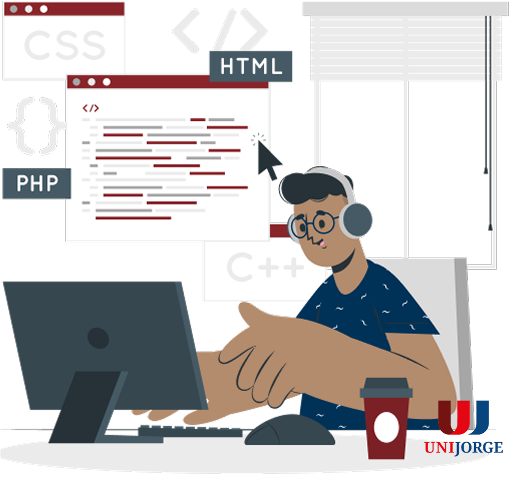 CSS
</>
HTML
</>
{}
PHP
C++
UNIJORGE